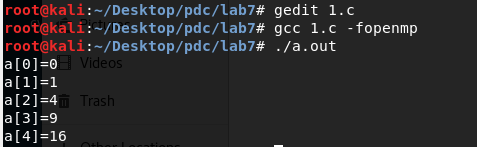 root@kali:~/Desktop/pdc/lab7# gedit 1.c
root@kali:~/Desktop/pdc/lab7# gcc 1.c -fopenmp
root@kali:~/Desktop/pdc/lab7# ./a.out
a[0]=0
a[1]=1
Videos
a[2]=4
Trash
a[3]=9
a[4]=16
Other Locations